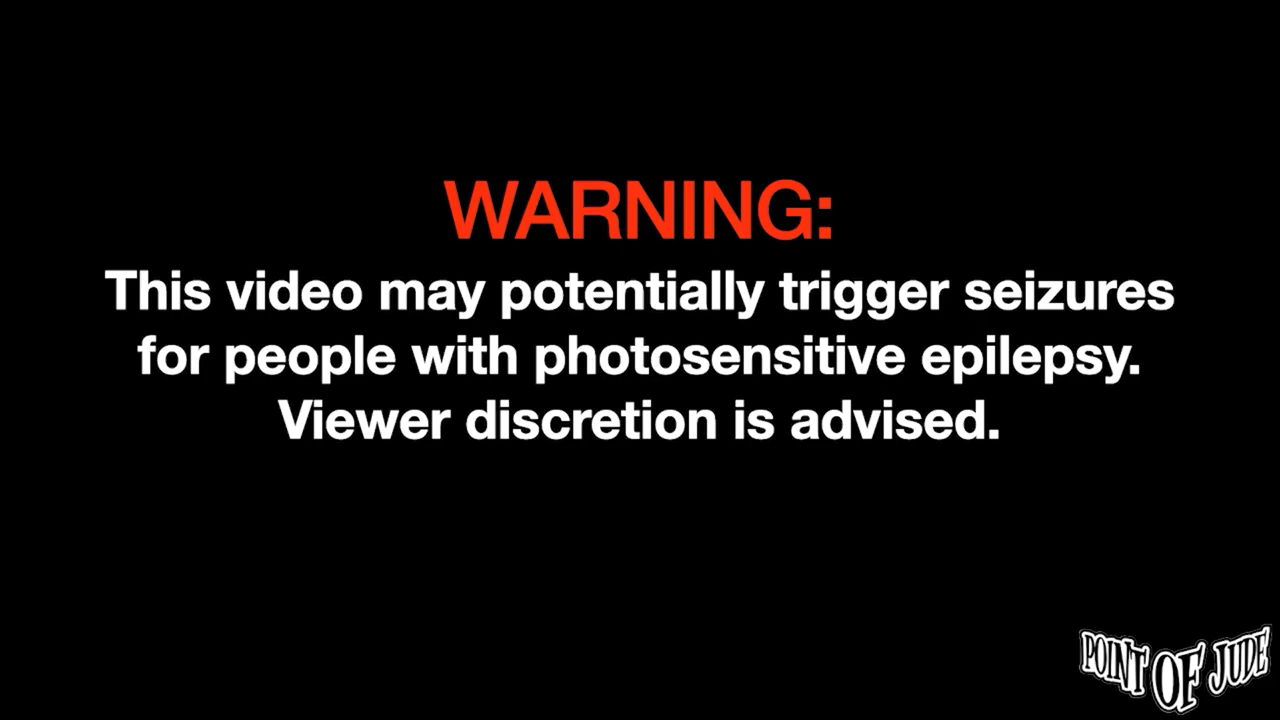 WARNING:
This video may potentially trigger seizures
for people with photosensitive epilepsy.
Viewer discretion is advised.
POINT OF JUDE